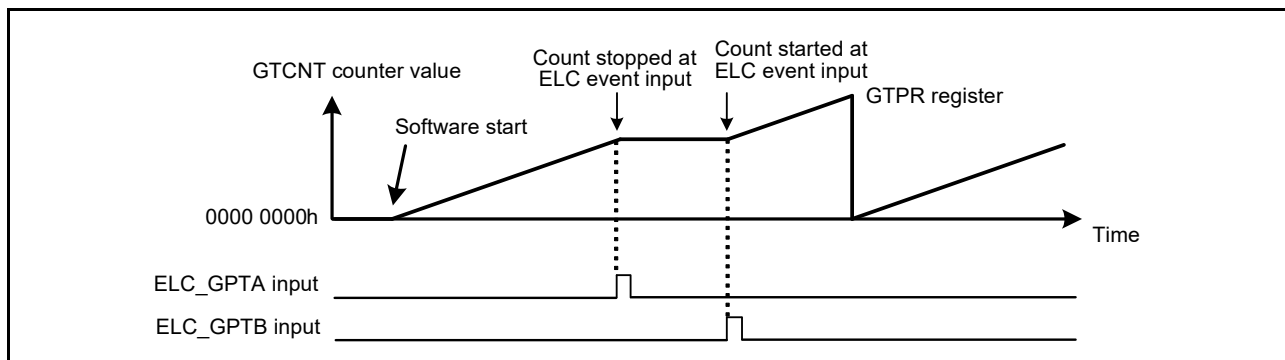 GTCNT counter value
Count stopped at
ELC event input
Count started at
ELC event input
GTPR register
Software start
0000 0000h
Time
ELC_GPTA input
ELC_GPTB input